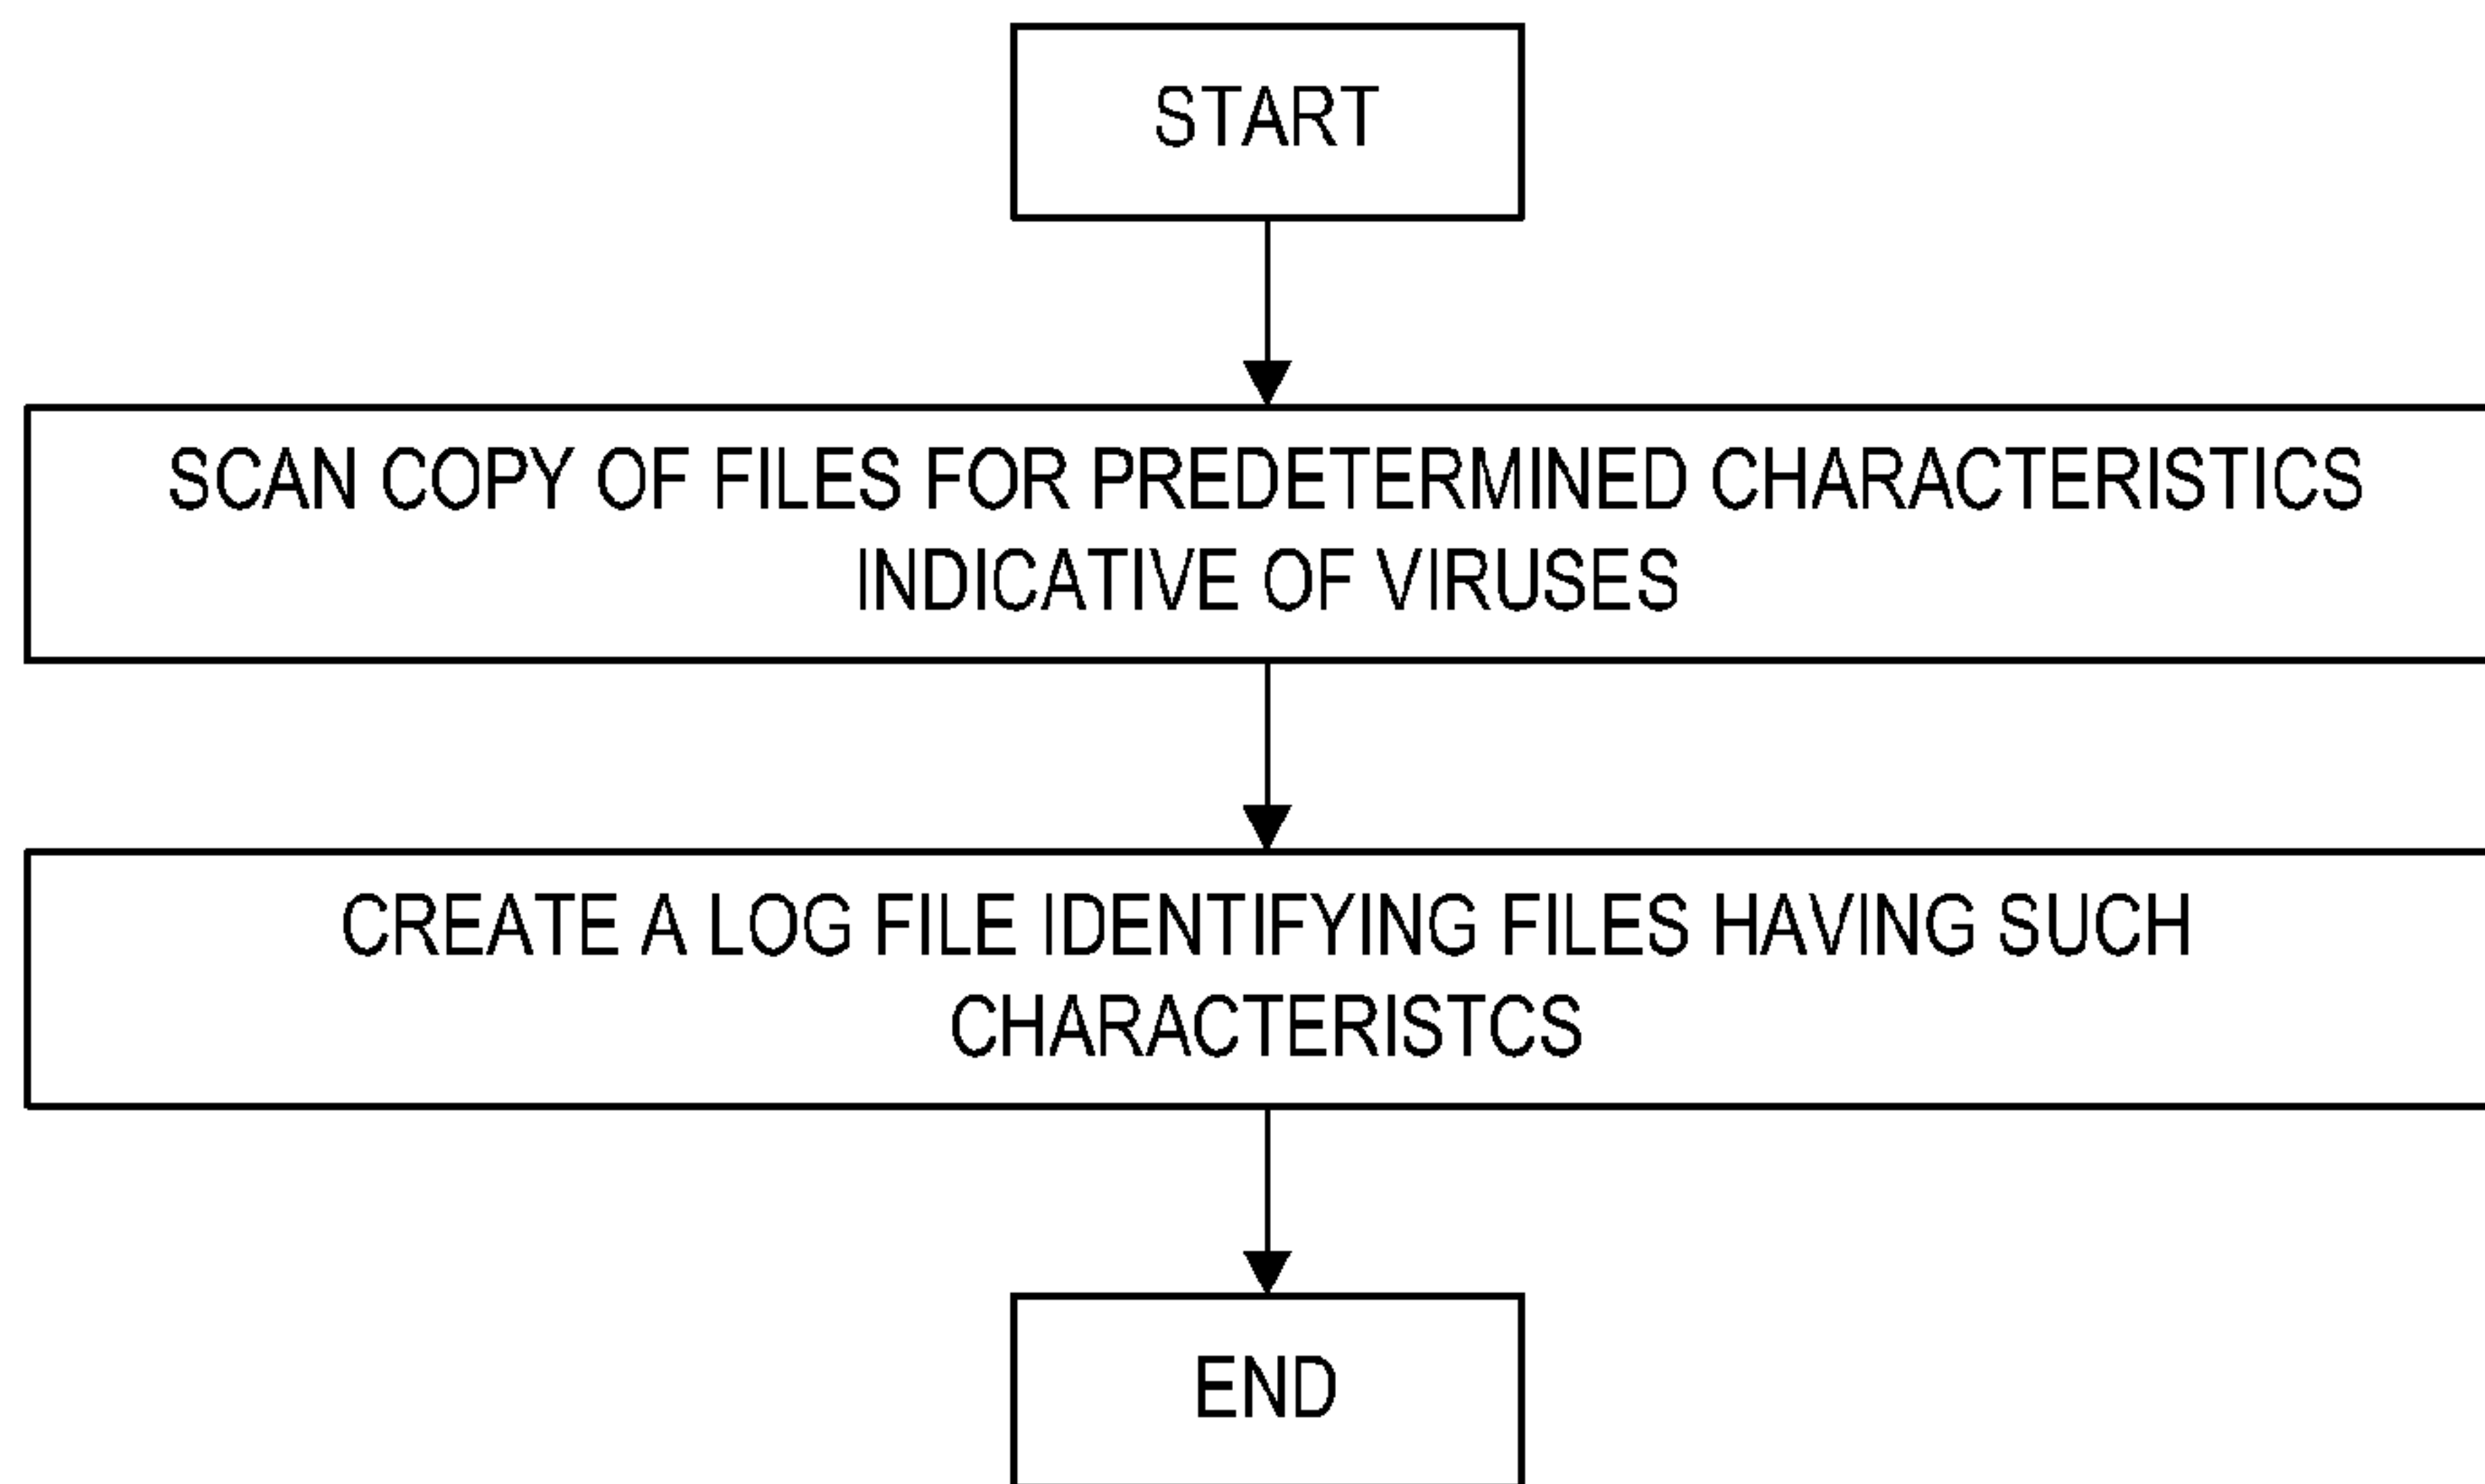 START
SCAN COPY OF FILES FOR PREDETERMINED CHARACTERISTICS
INDICATIVE OF VIRUSES
CREATE A LOG FILE IDENTIFYING FILES HAVING SUCH
CHARACTERISTCS
END